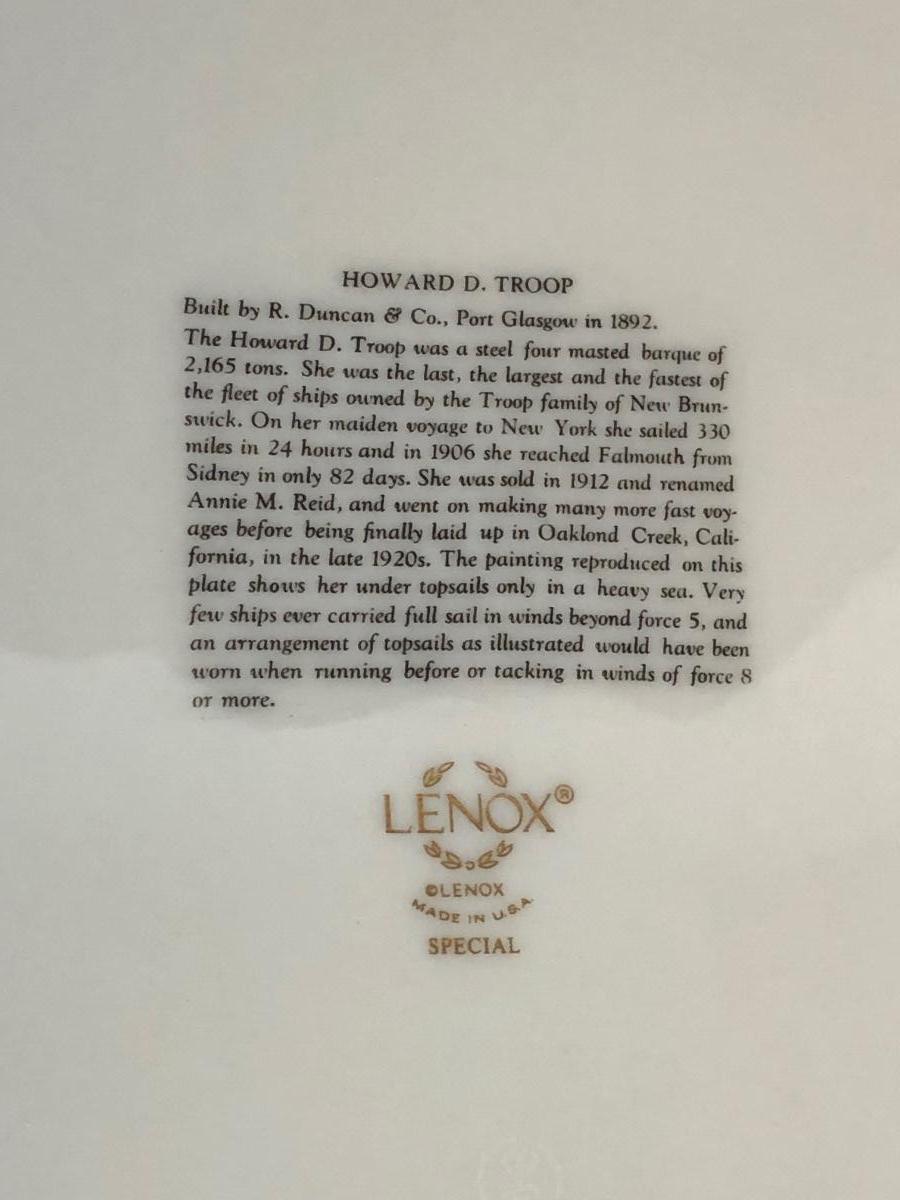 HOWARD D. TROOP
Built by R. Duncan & Co., Port Glasgow in 1892.
The Howard D. Troop was a steel four masted barque of
2,165 tons. She was the last, the largest and the fastest of
the fleet of ships owned by the Troop family of New Brun-
swick. On her maiden voyage to New York she sailed 330
miles in 24 hours and in 1906 she reached Falmouth from
Sidney in only 82 days. She was sold in 1912 and renamed
Annie M. Reid, and went on making many more fast voy-
ages before being finally laid up in Oaklond Creek, Cali-
fornia, in the late 1920s. The painting reproduced on this
plate shows her under topsails only in a heavy sea. Very
few ships ever carried full sail in winds beyond force 5, and
an arrangement of topsails as illustrated would have been
worn when running before or tacking in winds of force 8
or more.
LENOX®
©LENOX
MADE IN U.S.A.
SPECIAL